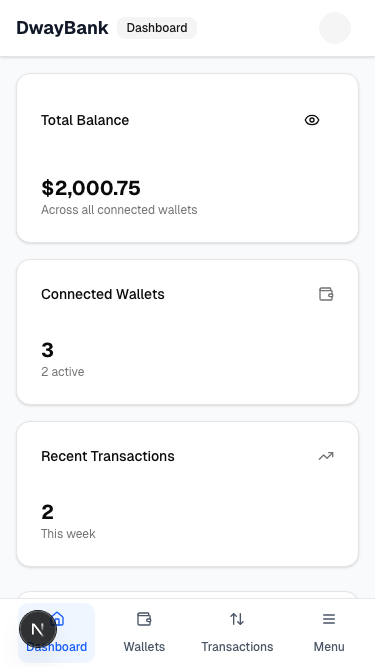 DwayBank
Dashboard
Total Balance
$2,000.75
Across all connected wallets
Connected Wallets
3
2 active
Recent Transactions
2
This week
N
Dashboard
Wallets
Transactions
Menu